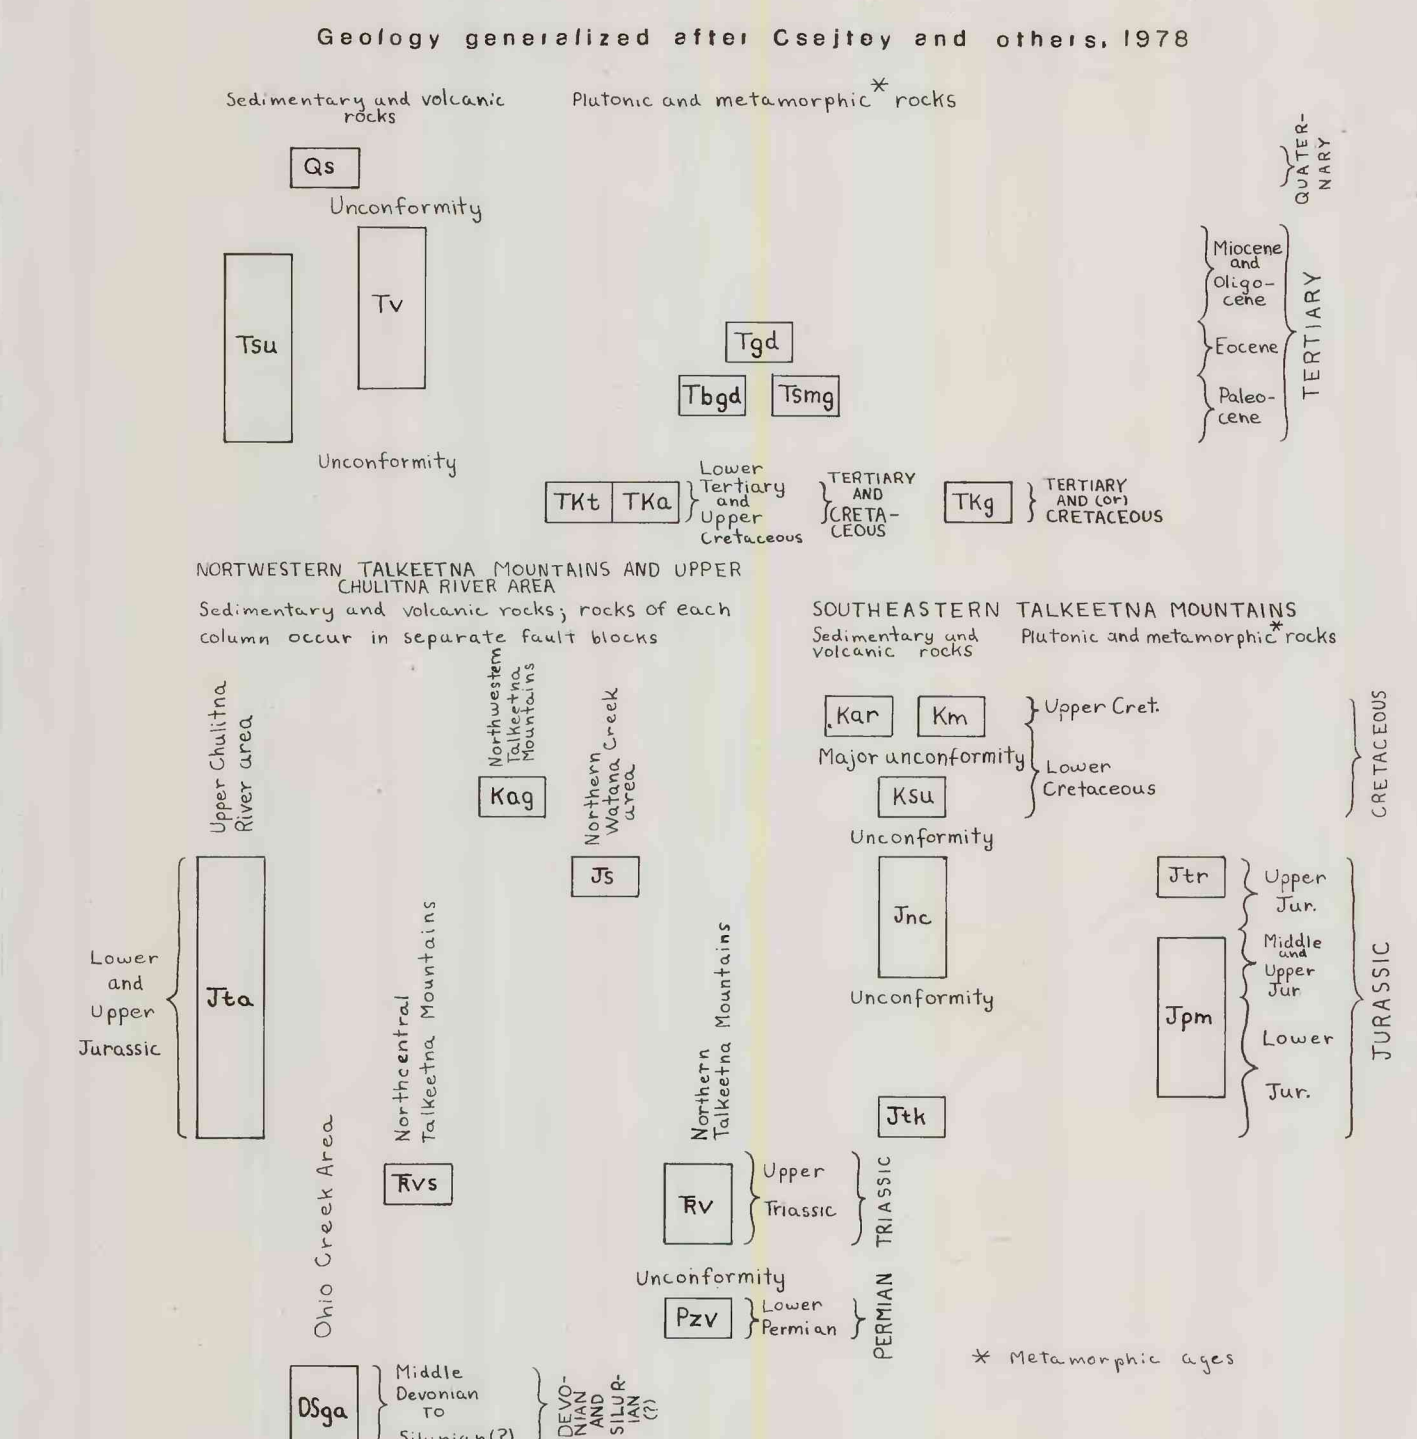 Geology generalized after Csejtey and others, 1978
Sedimentary and volcanic
rocks
Plutonic and metamorphic* rocks
Qs
Unconformity
QUATER-
NARY
Tsu
Tv
Tgd
Tbgd
Tsmg
Miocene
and
Oligo-
cene
Eocene
Paleo-
cene
TERTIARY
Unconformity
TKt
TKa
Lower
Tertiary
and
Upper
Cretaceous
TERTIARY
AND
CRETA-
CEOUS
TKg
TERTIARY
AND (or)
CRETACEOUS
NORTWESTERN TALKEETNA MOUNTAINS AND UPPER
CHULITNA RIVER AREA
Sedimentary and volcanic rocks; rocks of each
column occur in separate fault blocks
SOUTHEASTERN TALKEETNA MOUNTAINS
Sedimentary and
volcanic rocks
Plutonic and metamorphic* rocks
Upper Chulitna
River area
Northwestern
Talkeetna
Mountains
Northern
Watana Creek
area
Kag
Js
Kar
Km
Upper Cret.
Major unconformity
Ksu
Lower
Cretaceous
CRETACEOUS
Unconformity
Lower
and
Upper
Jurassic
Jta
Northcentral
Talkeetna Mountains
Northern
Talkeetna Mountains
Jnc
Unconformity
Jtk
Jtr
Jpm
Upper
Jur.
Middle
and
Upper
Jur
Lower
Jur.
JURASSIC
Ohio Creek Area
TRvs
TRv
Upper
Triassic
TRIASSIC
Unconformity
Pzv
Lower
Permian
PERMIAN
* Metamorphic ages
DSga
Middle
Devonian
TO
Silurian(?)
DEVO-
NIAN
AND
SILUR-
IAN
(?)